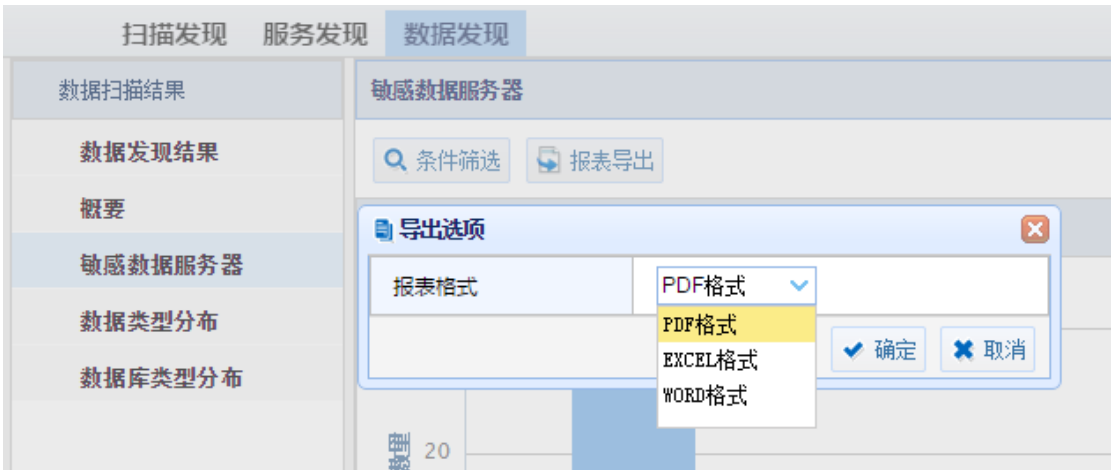 扫描发现 服务发现 数据发现
数据扫描结果
敏感数据服务器
数据发现结果
条件筛选 报表导出
概要
导出选项
敏感数据服务器
报表格式 PDF格式
PDF格式
EXCEL格式
WORD格式
确定 取消
数据类型分布
数据库类型分布
20